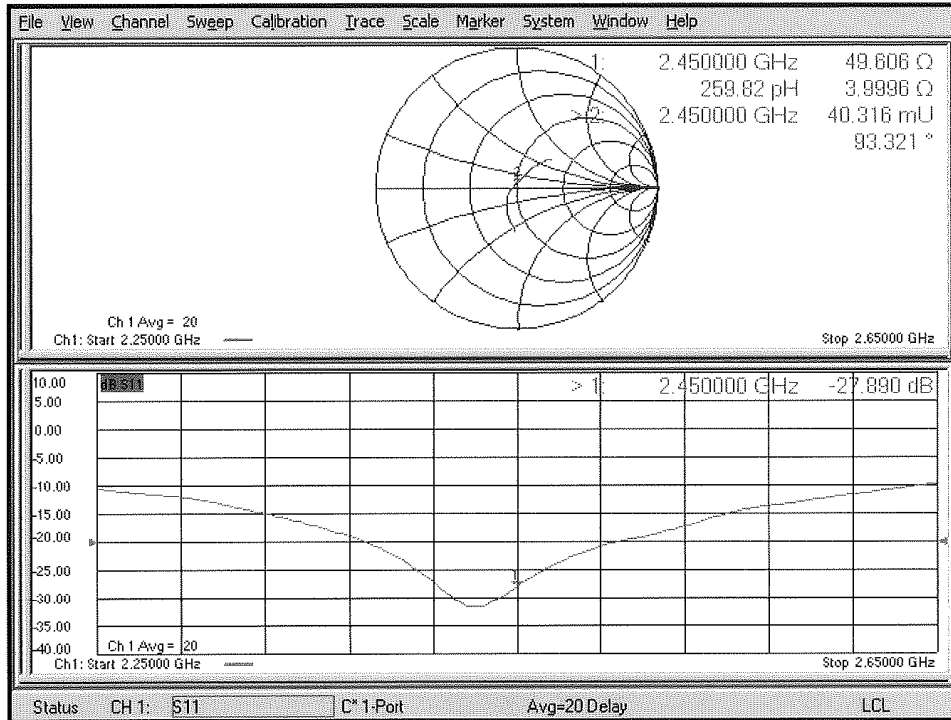 File View Channel Sweep Calibration Trace Scale Marker System Window Help
1: 2.450000 GHz 49.606 Ω
259.82 pH 3.9996 Ω
> 2: 2.450000 GHz 40.316 mU
93.321 °
Ch 1 Avg = 20
Ch1: Start 2.25000 GHz Stop 2.65000 GHz
10.00 dB S11 > 1: 2.450000 GHz -27.890 dB
5.00
0.00
-5.00
-10.00
-15.00
-20.00
-25.00 1
-30.00
-35.00
-40.00 Ch 1 Avg = 20
Ch1: Start 2.25000 GHz Stop 2.65000 GHz
Status CH 1: S11 C* 1-Port Avg=20 Delay LCL